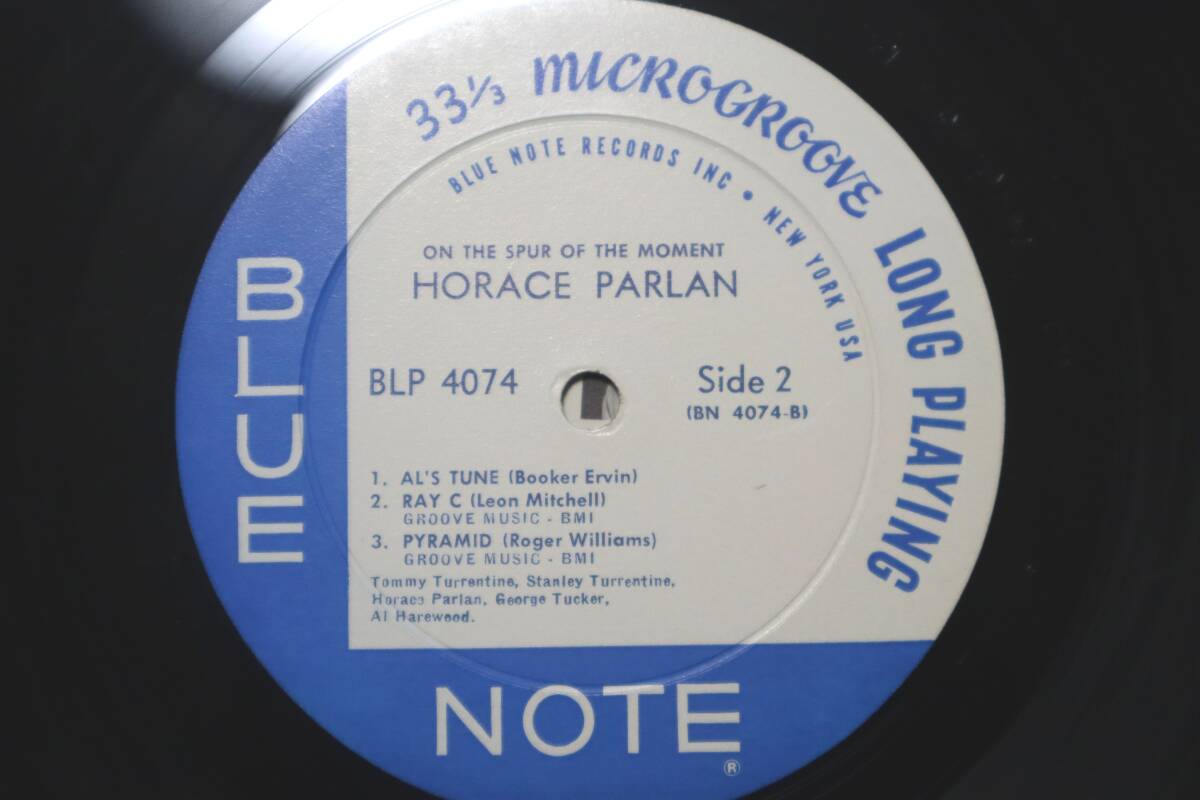 33⅓ MICROGROOVE LONG PLAYING
BLUE NOTE RECORDS INC • NEW YORK USA
ON THE SPUR OF THE MOMENT
HORACE PARLAN
BLP 4074
Side 2
(BN 4074-B)
1. AL'S TUNE (Booker Ervin)
2. RAY C (Leon Mitchell)
GROOVE MUSIC - BMI
3. PYRAMID (Roger Williams)
GROOVE MUSIC - BMI
Tommy Turrentine, Stanley Turrentine,
Horace Parlan, George Tucker,
Al Harewood.
BLUE
NOTE
®